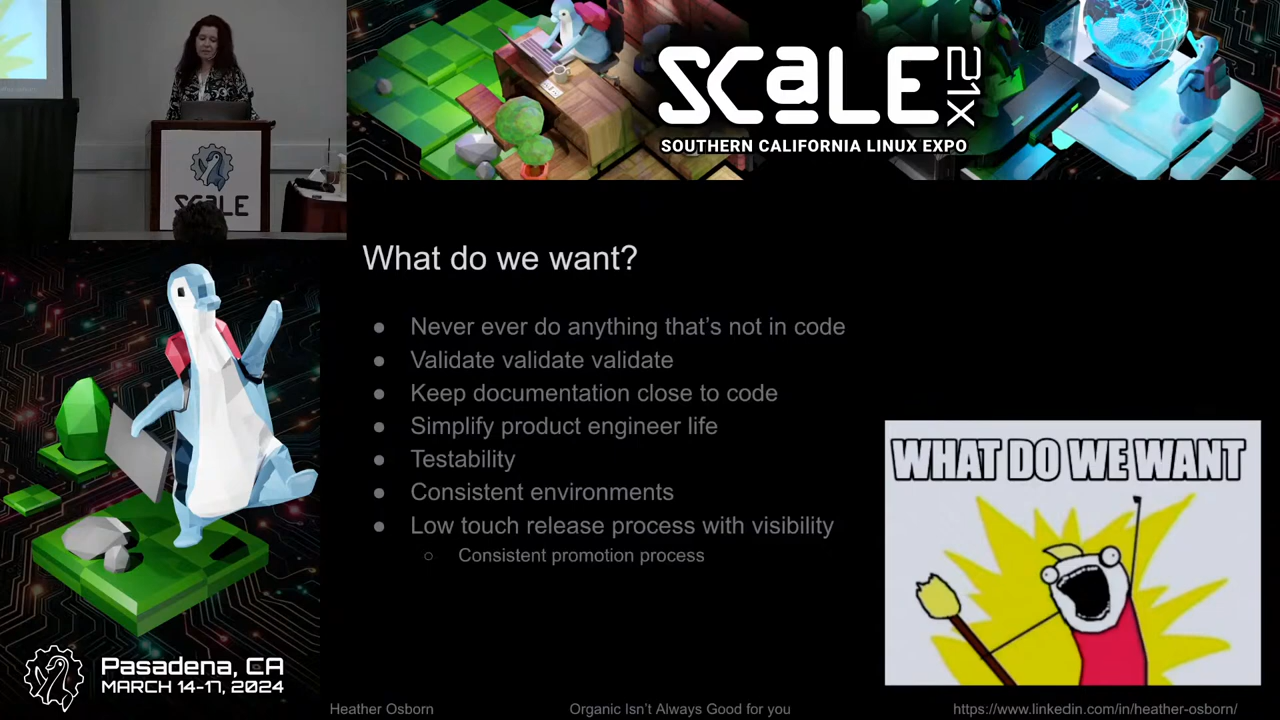 SCALE
SCALE 21X
SOUTHERN CALIFORNIA LINUX EXPO
What do we want?
● Never ever do anything that's not in code
● Validate validate validate
● Keep documentation close to code
● Simplify product engineer life
● Testability
● Consistent environments
● Low touch release process with visibility
○ Consistent promotion process
WHAT DO WE WANT
Pasadena, CA
MARCH 14-17, 2024
Heather Osborn
Organic Isn't Always Good for you
https://www.linkedin.com/in/heather-osborn/